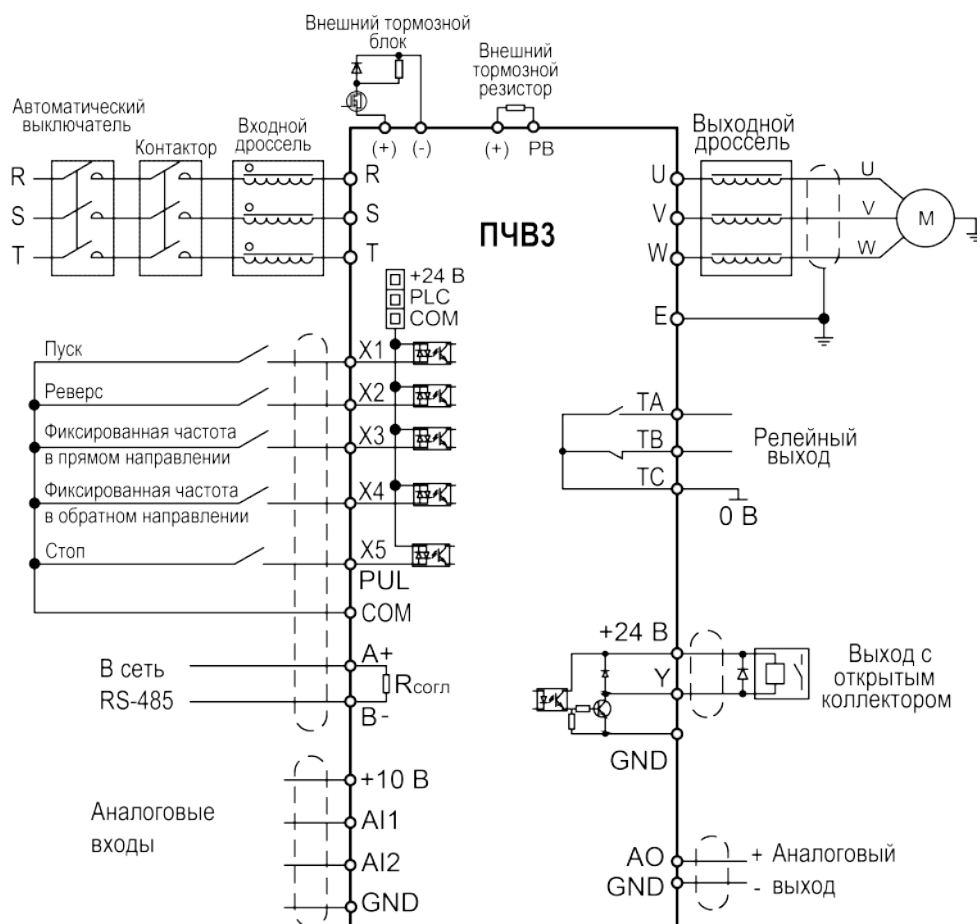 Внешний тормозной
блок
Внешний
тормозной
резистор
Автоматический
выключатель
Контактор
Входной
дроссель
(+)
(-)
(+)
PB
Выходной
дроссель
R
S
T
R
S
T
ПЧВ3
U
V
W
U
V
W
M
+24 В
PLC
COM
E
Пуск
X1
Реверс
X2
Фиксированная частота
в прямом направлении
X3
Фиксированная частота
в обратном направлении
X4
Стоп
X5
PUL
COM
TA
TB
TC
Релейный
выход
0 В
В сеть
RS-485
A+
Rсогл
B-
+24 В
Y
GND
Выход с
открытым
коллектором
Аналоговые
входы
+10 В
AI1
AI2
GND
AO
GND
+ Аналоговый
- выход